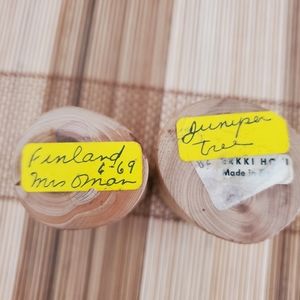 Finland
6-69
Mrs Oman
Juniper
tree
Made in